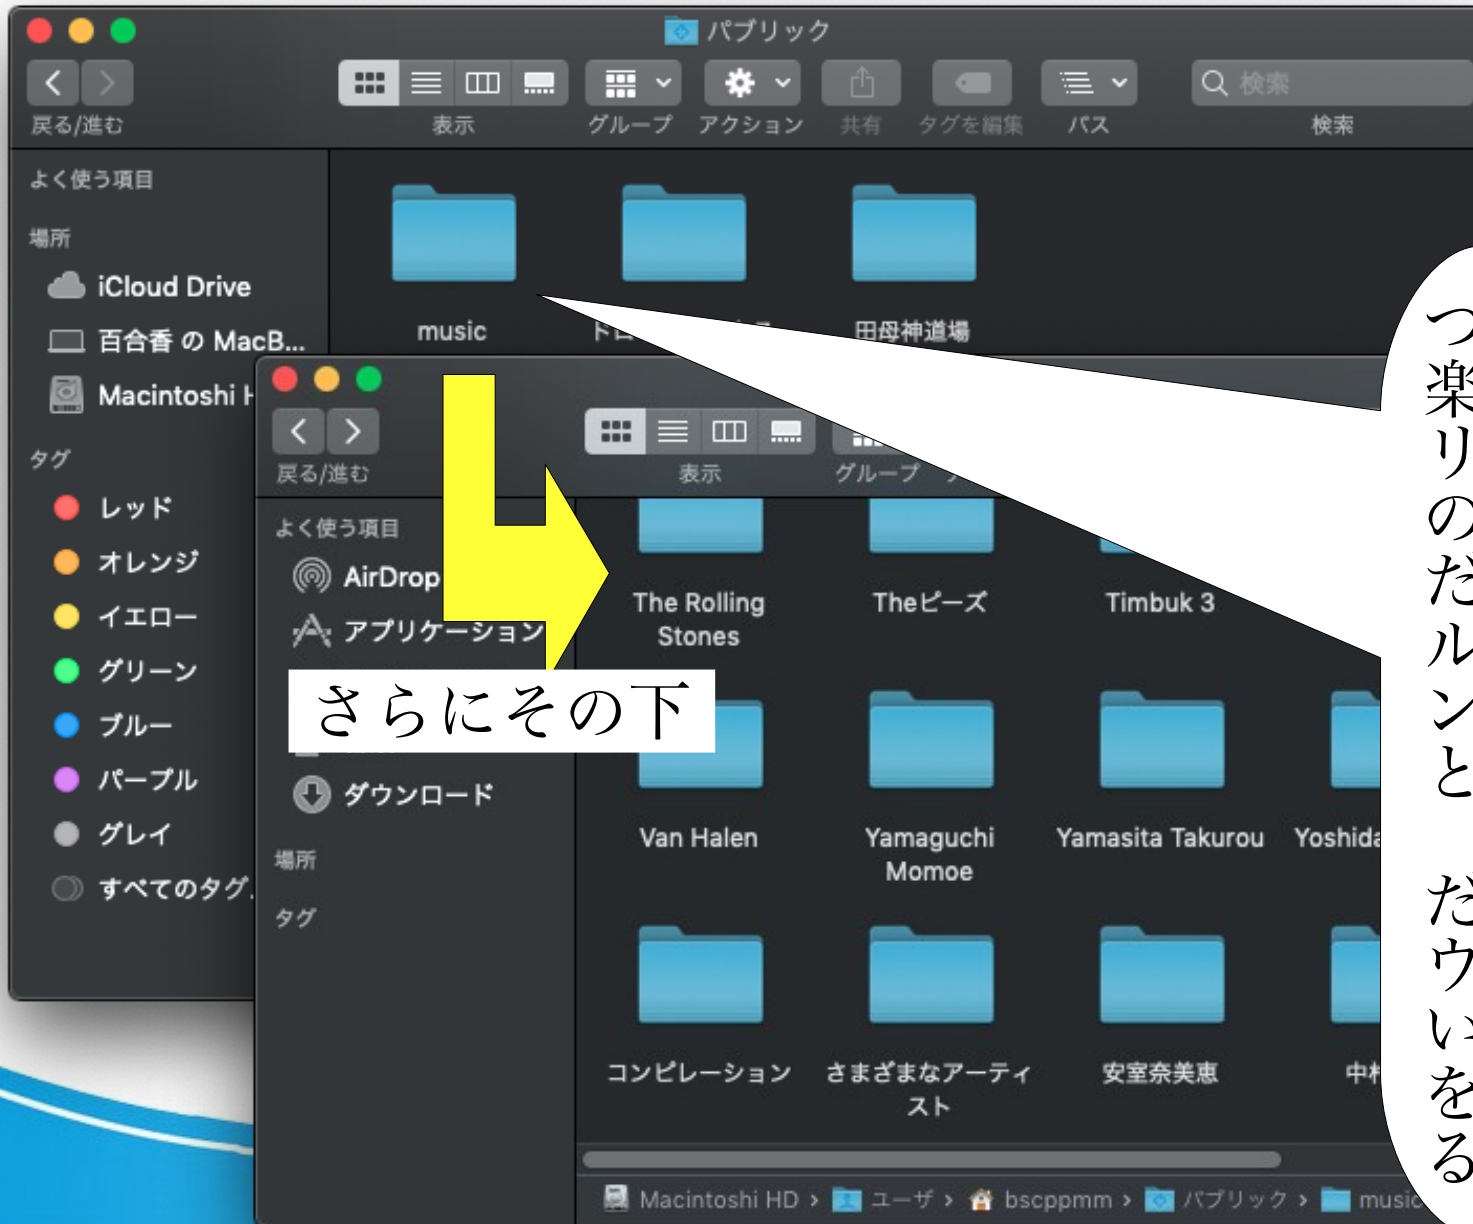 パブリック
戻る/進む
表示
グループ
アクション
共有
タグを編集
パス
検索
検索
よく使う項目
場所
iCloud Drive
百合香 の MacB...
Macintoshi
タグ
レッド
オレンジ
イエロー
グリーン
ブルー
パープル
グレイ
すべてのタグ
music
田母神道場
戻る/進む
表示
グループ
よく使う項目
AirDrop
アプリケーション
さらにその下
ダウンロード
場所
タグ
The Rolling
Stones
Theピーズ
Timbuk 3
Van Halen
Yamaguchi
Momoe
Yamasita Takurou
Yoshida
コンピレーション
さまざまなアーティ
スト
安室奈美恵
中村
Macintoshi HD › ユーザ › bscppmm › パブリック › music